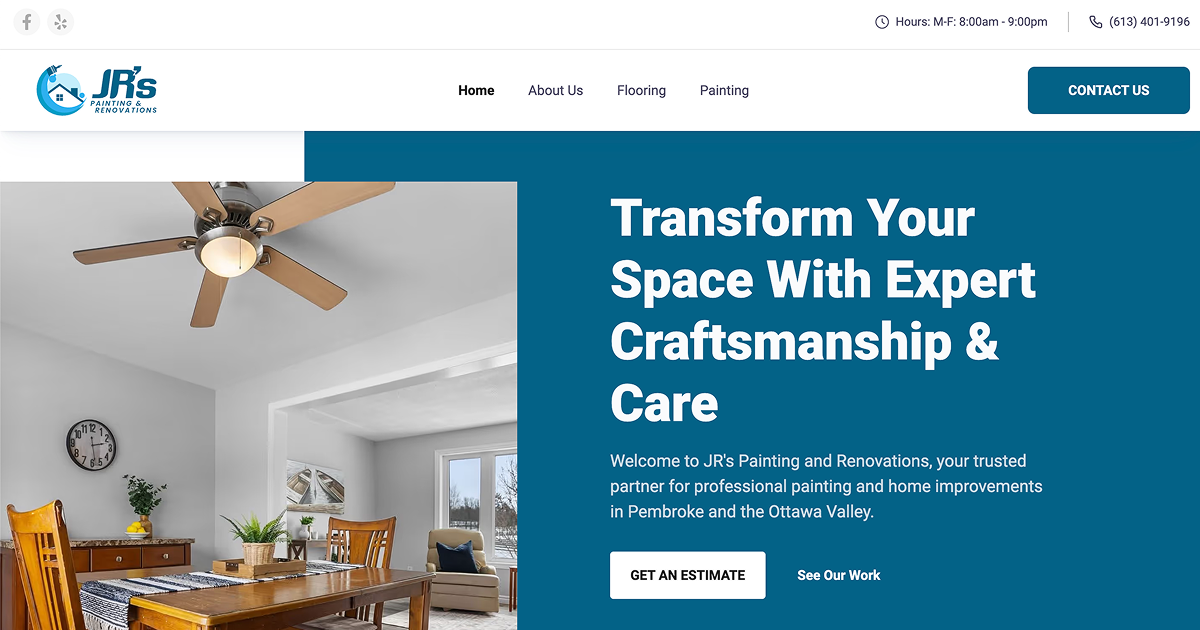 Hours: M-F: 8:00am - 9:00pm
(613) 401-9196
JR's
PAINTING &
RENOVATIONS
Home
About Us
Flooring
Painting
CONTACT US
Transform Your
Space With Expert
Craftsmanship &
Care
Welcome to JR's Painting and Renovations, your trusted
partner for professional painting and home improvements
in Pembroke and the Ottawa Valley.
GET AN ESTIMATE
See Our Work